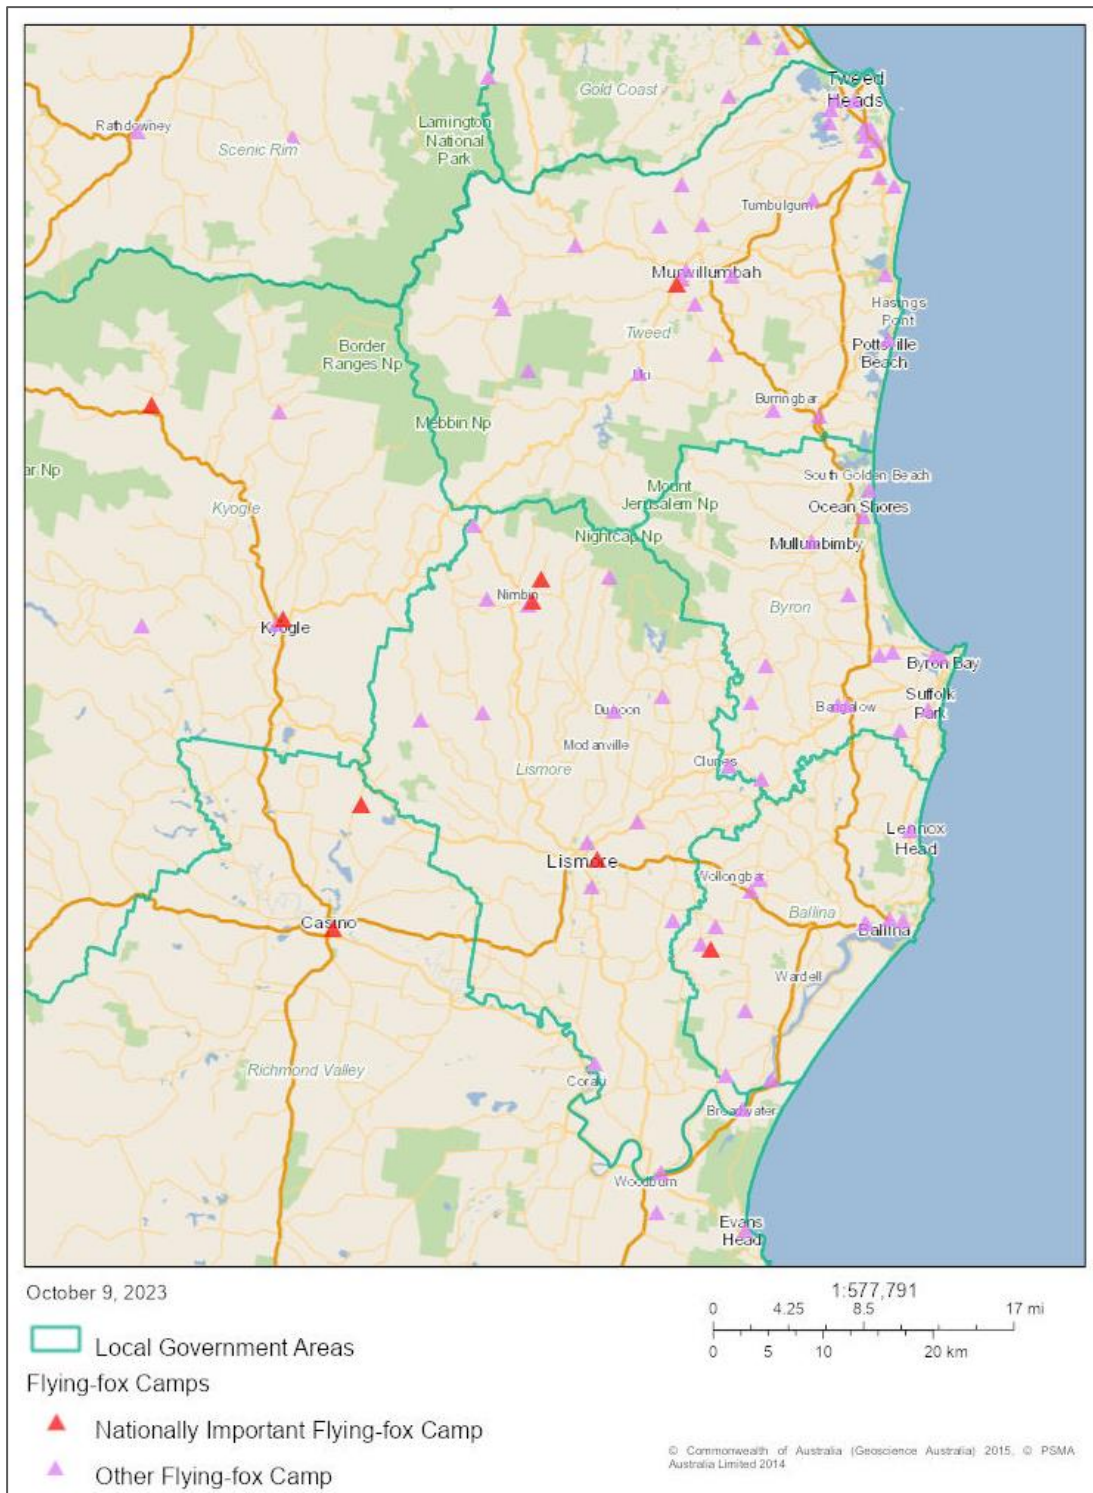 Tweed
Heads
Gold Coast
Rathdowney
Scenic Rim
Lamington
National
Park
Tumbulgum
Murwillumbah
Hastings
Point
Tweed
Pottsville
Beach
Border
Ranges Np
Uki
Burringbar
Mebbin Np
ar Np
South Golden Beach
Mount
Jerusalem Np
Kyogle
Ocean Shores
Nightcap Np
Mullumbimby
Nimbin
Byron
Kyogle
Byron Bay
Suffolk
Park
Dunoon
Bangalow
Modanville
Clunes
Lismore
Lennox
Head
Lismore
Wollongbar
Ballina
Casino
Ballina
Wardell
Richmond Valley
Coraki
Broadwater
Woodburn
Evans
Head
October 9, 2023
1:577,791
0 4.25 8.5 17 mi
0 5 10 20 km
Local Government Areas
Flying-fox Camps
Nationally Important Flying-fox Camp
Other Flying-fox Camp
© Commonwealth of Australia (Geoscience Australia) 2015, © PSMA
Australia Limited 2014